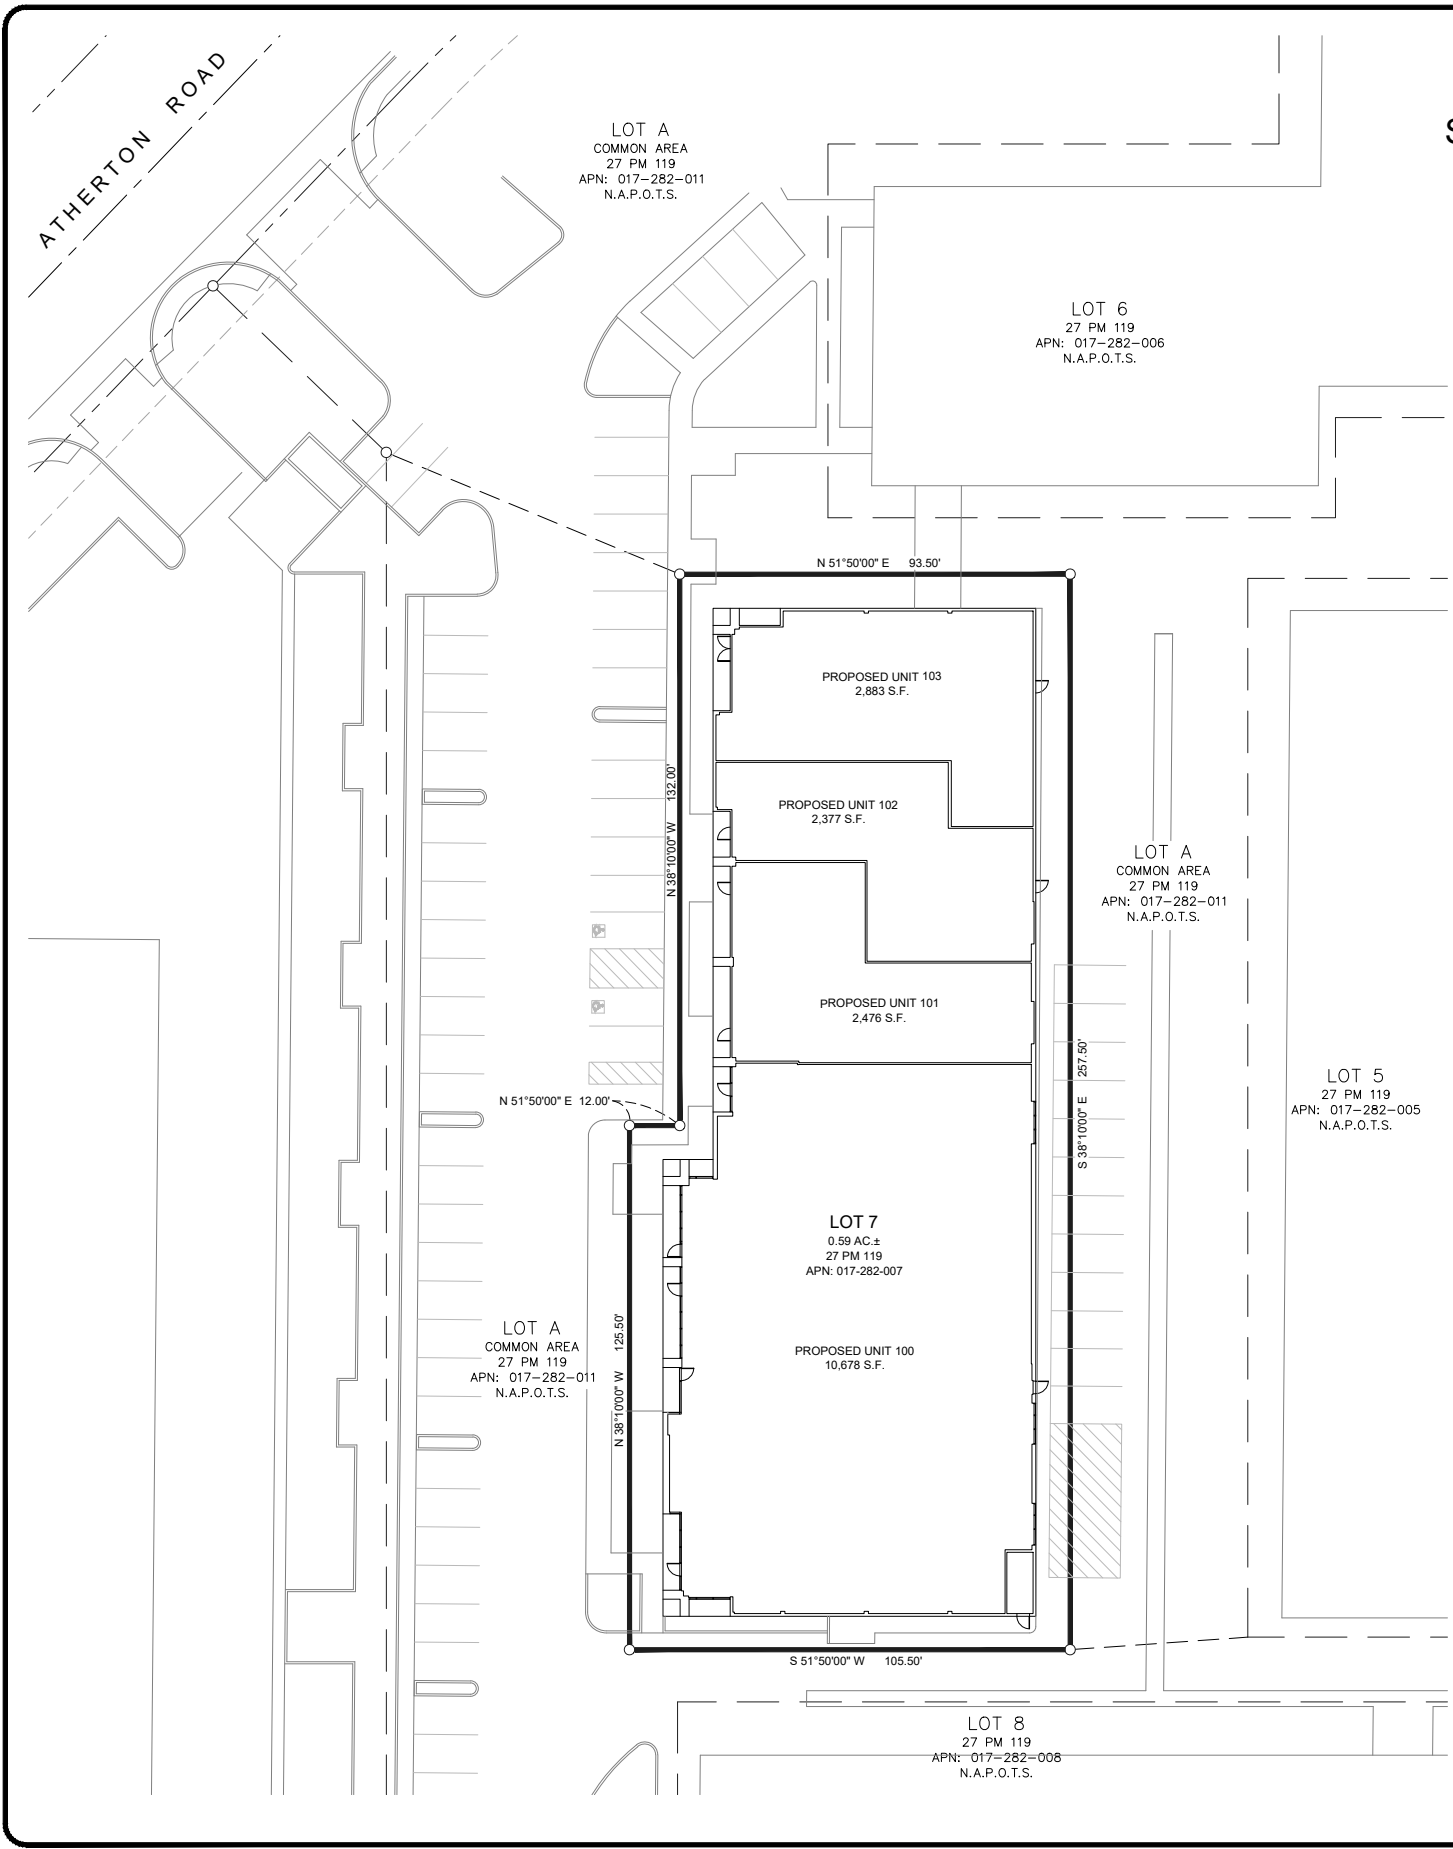 ATHERTON ROAD
LOT A
COMMON AREA
27 PM 119
APN: 017-282-011
N.A.P.O.T.S.
S
LOT 6
27 PM 119
APN: 017-282-006
N.A.P.O.T.S.
N 51°50'00" E 93.50'
PROPOSED UNIT 103
2,883 S.F.
N 38°10'00" W 132.00'
PROPOSED UNIT 102
2,377 S.F.
LOT A
COMMON AREA
27 PM 119
APN: 017-282-011
N.A.P.O.T.S.
PROPOSED UNIT 101
2,476 S.F.
S 38°10'00" E 257.50'
N 51°50'00" E 12.00'
LOT 5
27 PM 119
APN: 017-282-005
N.A.P.O.T.S.
LOT 7
0.59 AC.±
27 PM 119
APN: 017-282-007
LOT A
COMMON AREA
27 PM 119
APN: 017-282-011
N.A.P.O.T.S.
N 38°10'00" W 125.50'
PROPOSED UNIT 100
10,678 S.F.
S 51°50'00" W 105.50'
LOT 8
27 PM 119
APN: 017-282-008
N.A.P.O.T.S.